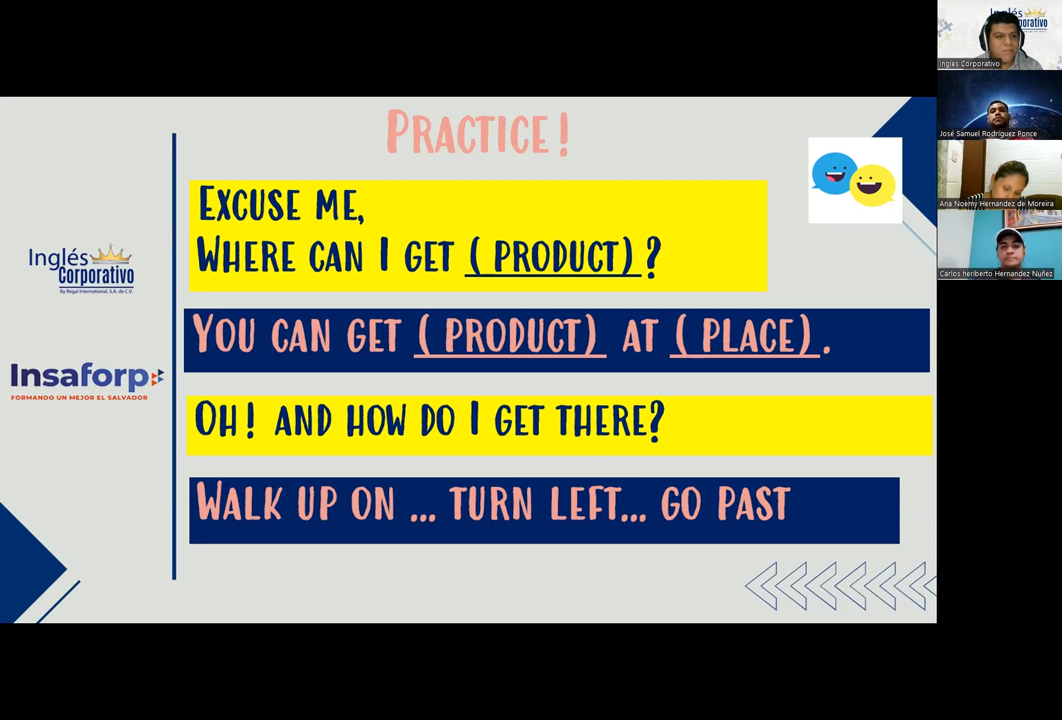 PRACTICE!
EXCUSE ME,
WHERE CAN I GET ( PRODUCT) ?
YOU CAN GET ( PRODUCT) AT ( PLACE) .
OH! AND HOW DO I GET THERE?
WALK UP ON ... TURN LEFT... GO PAST
Inglés
Corporativo
By Regal International, S.A. de C.V.
Insaforp
FORMANDO UN MEJOR EL SALVADOR
Ingles Corporativo
José Samuel Rodríguez Ponce
Ana Noemy Hernandez de Moreira
Carlos heriberto Hernandez Nuñez